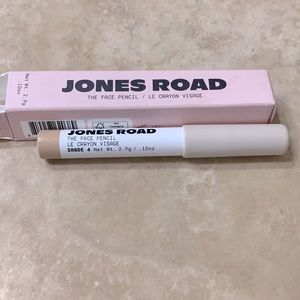 Net Wt. 2.9g
.10oz
JONES ROAD
THE FACE PENCIL / LE CRAYON VISAGE
JONES ROAD
THE FACE PENCIL
LE CRAYON VISAGE
SHADE 4 Net Wt. 2.9g / .10oz